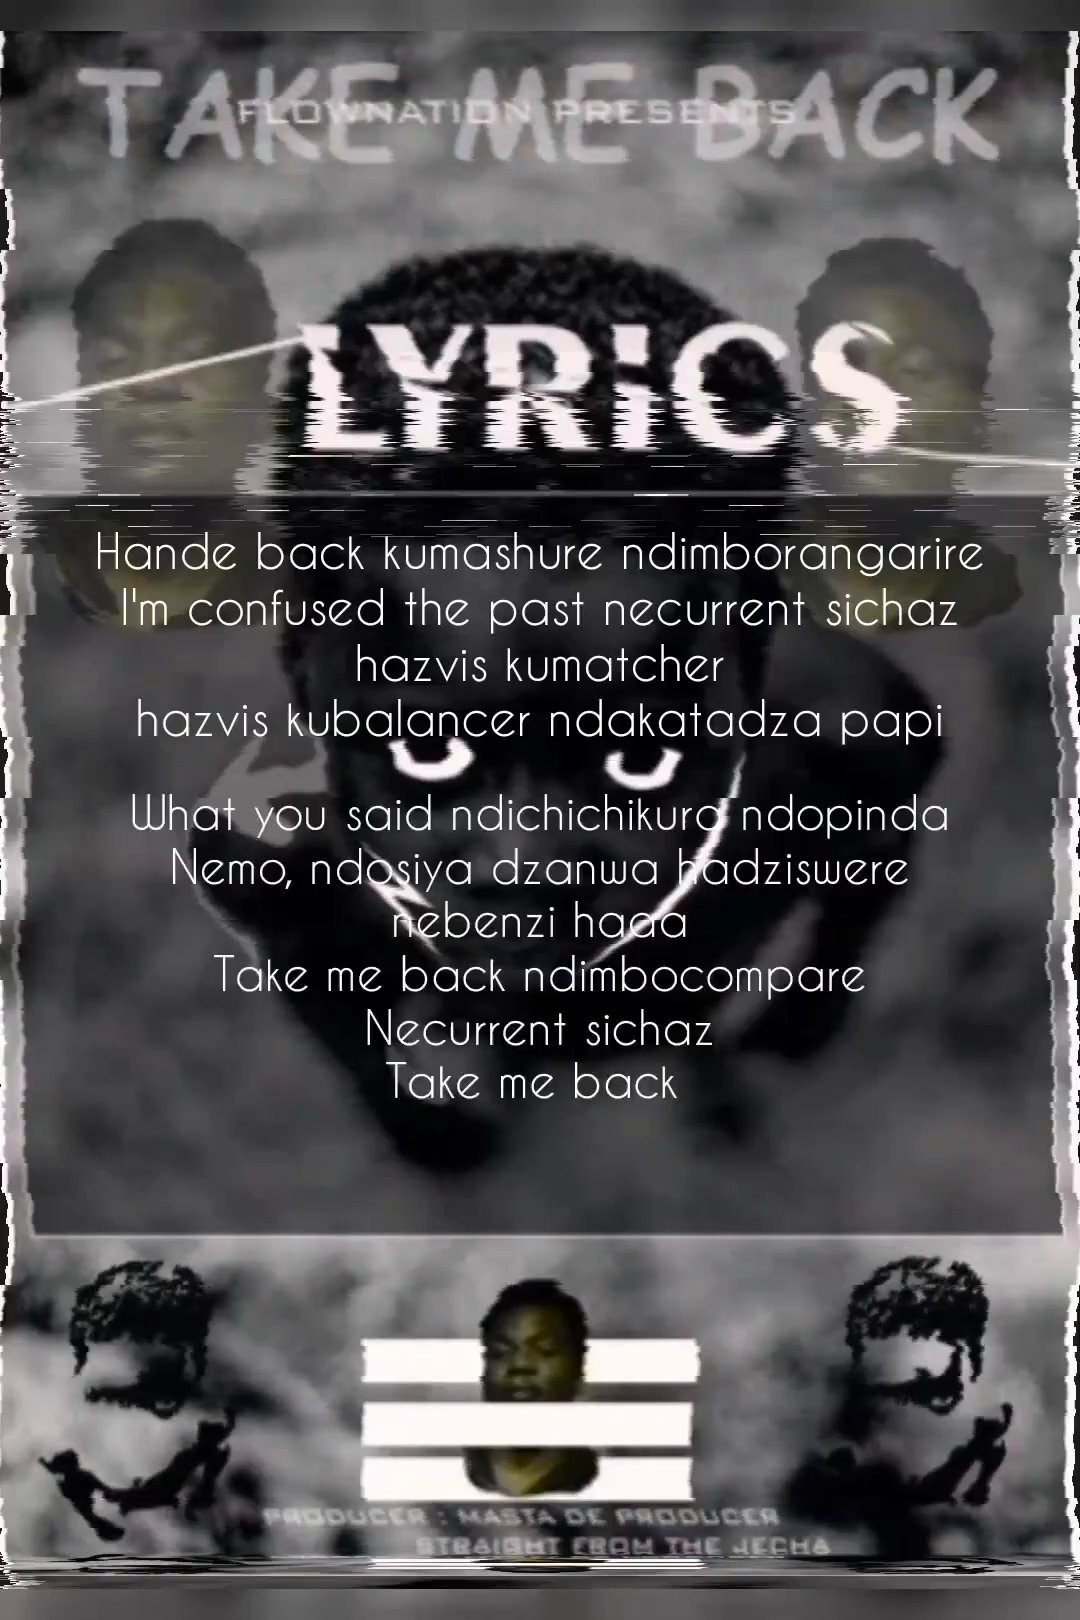 TAKE ME BACK
FLOWNATION PRESENTS
LYRICS
Hande back kumashure ndimborangarire
I'm confused the past necurrent sichaz
hazvis kumatcher
hazvis kubalancer ndakatadza papi
What you said ndichichikura ndopinda
Nemo, ndosiya dzanwa hadziswere
nebenzi haaa
Take me back ndimbocompare
Necurrent sichaz
Take me back
PRODUCER : MASTA DE PRODUCER
STRAIGHT FROM THE JECHA